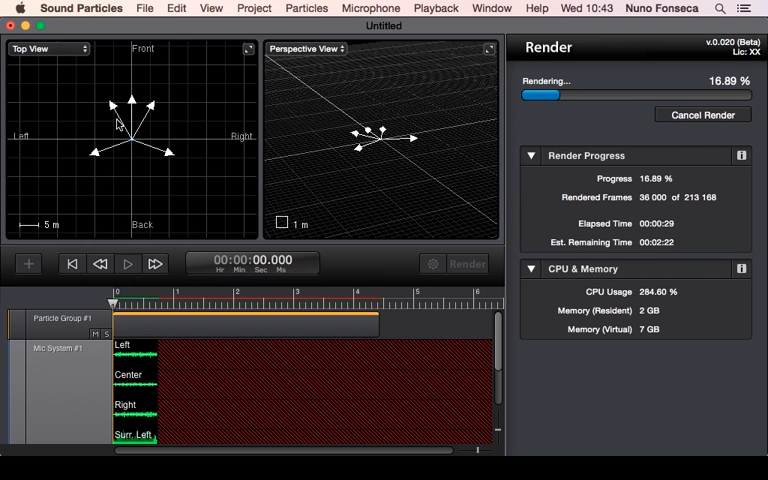 Sound Particles File Edit View Project Particles Microphone Playback Window Help Wed 10:43 Nuno Fonseca
Untitled
Top View
Front
Left
Right
Back
5 m
Perspective View
1 m
Render
v.0.020 (Beta)
Lic: XX
Rendering... 16.89 %
Cancel Render
Render Progress
Progress 16.89 %
Rendered Frames 36 000 of 213 168
Elapsed Time 00:00:29
Est. Remaining Time 00:02:22
CPU & Memory
CPU Usage 284.60 %
Memory (Resident) 2 GB
Memory (Virtual) 7 GB
00:00:00.000
Hr Min Sec Ms
Render
0 1 2 3 4 5 6
Particle Group #1
M S
Mic System #1
Left
Center
Right
Surr. Left